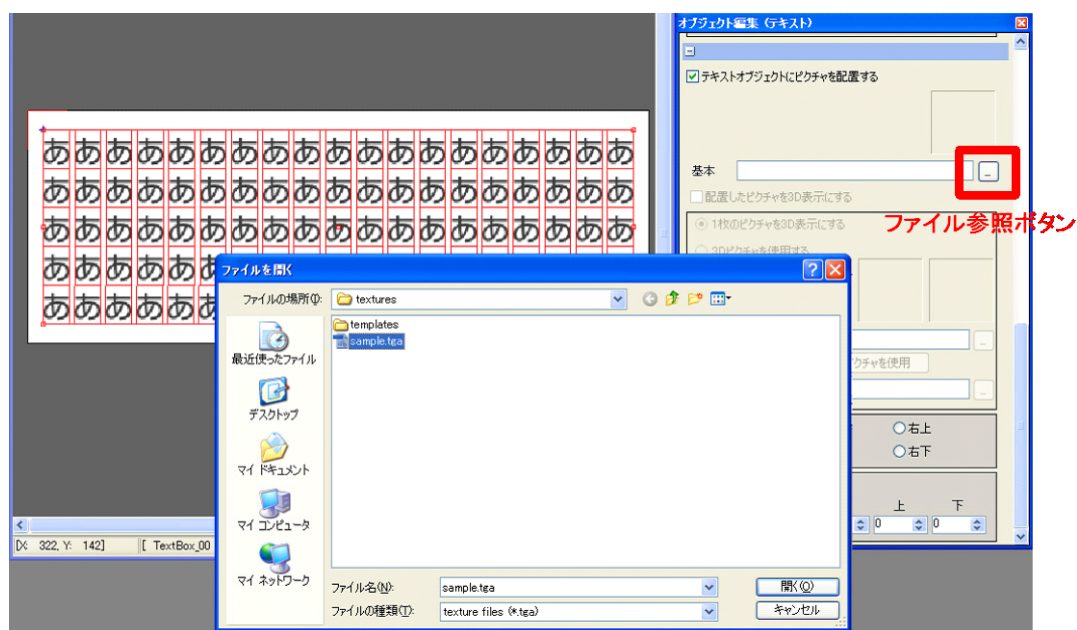 オブジェクト編集 (テキスト)
テキストオブジェクトにピクチャを配置する
基本
配置したピクチャを3D表示にする
ファイル参照ボタン
1枚のピクチャを3D表示にする
3Dピクチャを使用する
ああああああああああああああああああああ
あああああああああああああああああああ
あああああああああああああああああああ
ああああああ
ああああああ
ファイルを開く
ファイルの場所(I):
textures
templates
sample.tga
最近使ったファイル
デスクトップ
マイ ドキュメント
マイ コンピュータ
マイ ネットワーク
ファイル名(N):
sample.tga
開く(O)
ファイルの種類(T):
texture files (*.tga)
キャンセル
クチャを使用
右上
右下
上
下
0
0
[X: 322, Y: 142]
[ TextBox_00